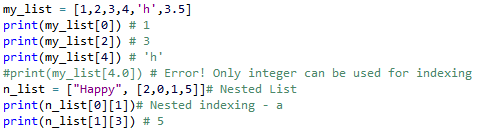 my_list = [1,2,3,4,'h',3.5]
print(my_list[0]) # 1
print(my_list[2]) # 3
print(my_list[4]) # 'h'
#print(my_list[4.0]) # Error! Only integer can be used for indexing
n_list = ["Happy", [2,0,1,5]]# Nested List
print(n_list[0][1])# Nested indexing - a
print(n_list[1][3]) # 5